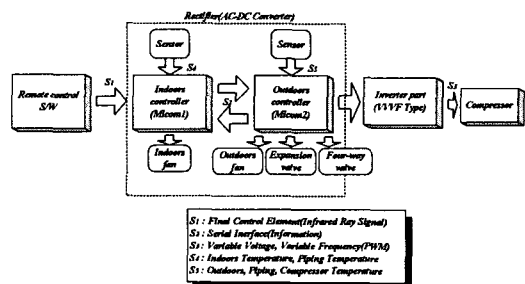 Rectifier(AC-DC Converter)
Sensor
Sensor
S1
S4
S5
Remote control
S/W
Indoors
controller
(Micom1)
S2
Outdoors
controller
(Micom2)
Inverter part
(VVVF Type)
S3
Compressor
Indoors
fan
Outdoors
fan
Expansion
valve
Four-way
valve
S1 : Final Control Element(Infrared Ray Signal)
S2 : Serial Inerface(Information)
S3 : Variable Voltage, Variable Frequency(PWM)
S4 : Indoors Temperature, Piping Temperature
S5 : Outdoors, Piping, Compressor Temperature